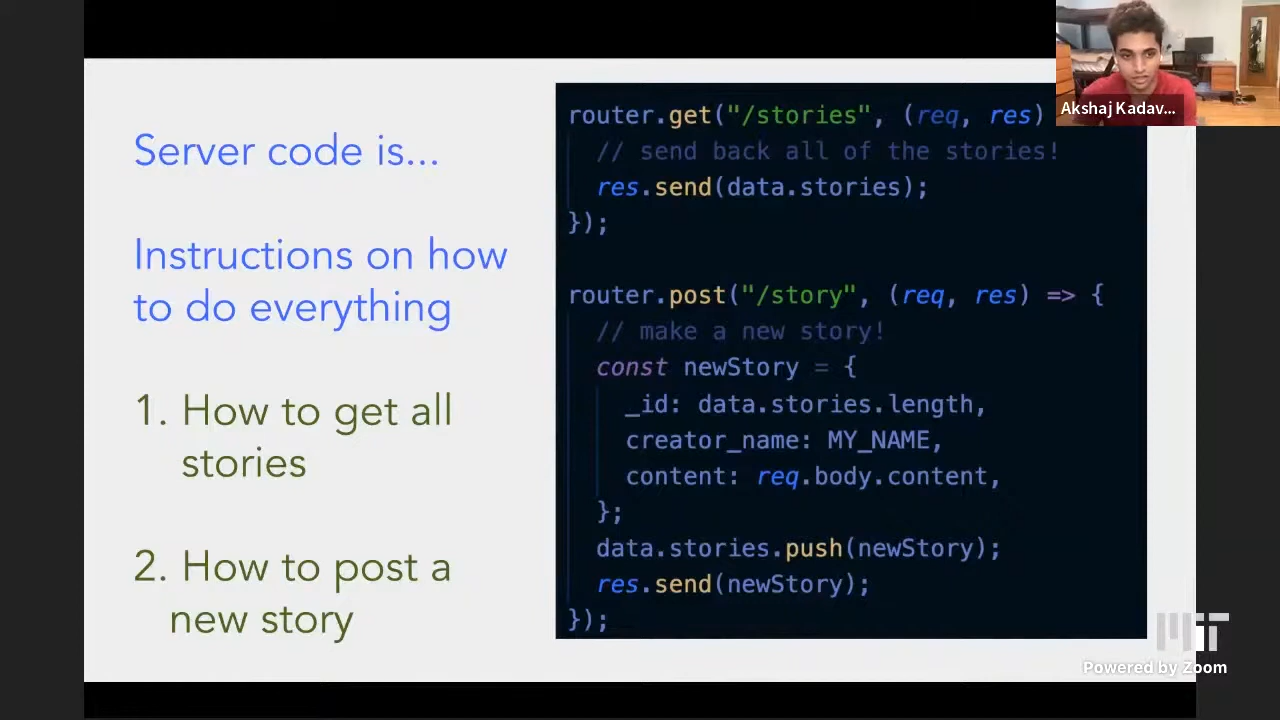 Server code is...
Instructions on how
to do everything
1. How to get all
stories
2. How to post a
new story
router.get("/stories", (req, res)
// send back all of the stories!
res.send(data.stories);
});
router.post("/story", (req, res) => {
// make a new story!
const newStory = {
_id: data.stories.length,
creator_name: MY_NAME,
content: req.body.content,
};
data.stories.push(newStory);
res.send(newStory);
});
Akshaj Kadav...
MIT
Powered by Zoom